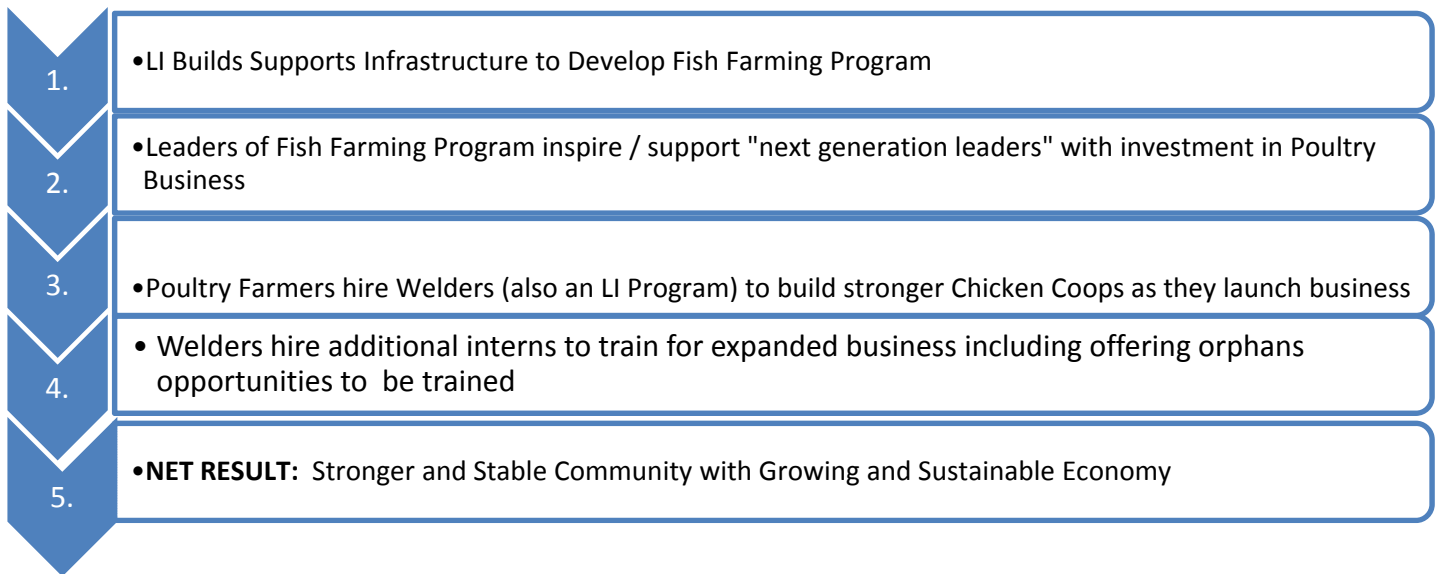 1.
•LI Builds Supports Infrastructure to Develop Fish Farming Program
2.
•Leaders of Fish Farming Program inspire / support "next generation leaders" with investment in Poultry
Business
3.
•Poultry Farmers hire Welders (also an LI Program) to build stronger Chicken Coops as they launch business
4.
• Welders hire additional interns to train for expanded business including offering orphans
opportunities to  be trained
5.
•NET RESULT:  Stronger and Stable Community with Growing and Sustainable Economy